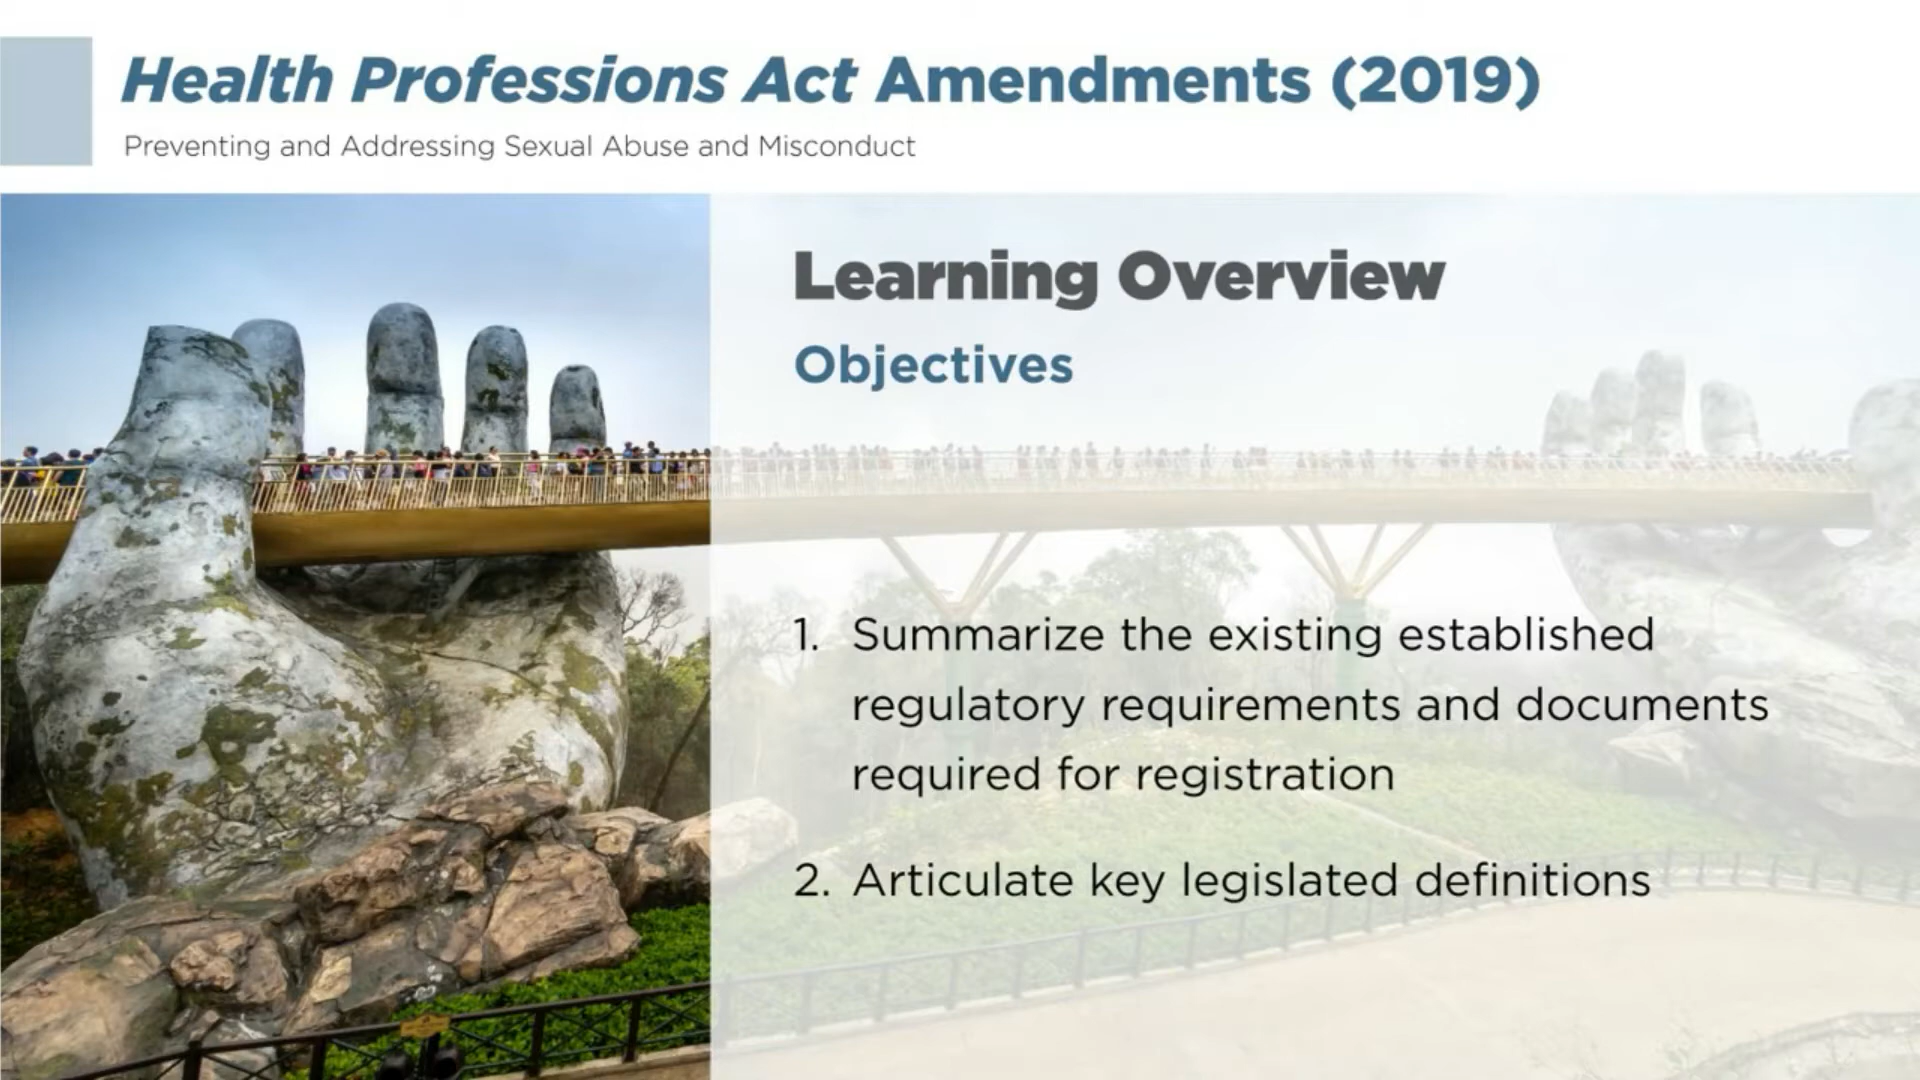 Health Professions Act Amendments (2019)
Preventing and Addressing Sexual Abuse and Misconduct
Learning Overview
Objectives
1. Summarize the existing established
regulatory requirements and documents
required for registration
2. Articulate key legislated definitions